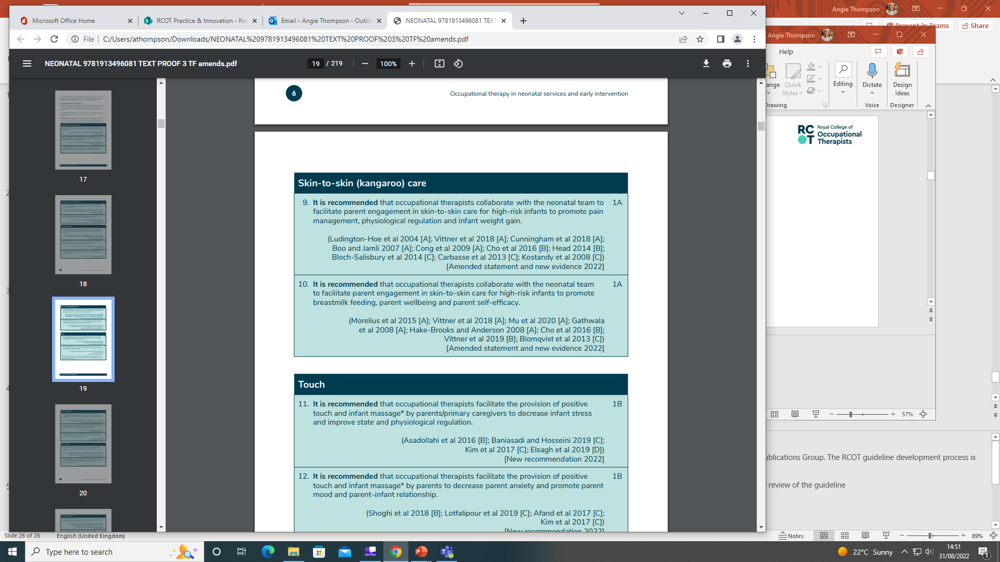 Angie Thompson
Present in Teams
Share
Microsoft Office Home
RCOT Practice & Innovation - Ne
Email - Angie Thompson - Outlo
NEONATAL 9781913496081 TEXT
File
C:/Users/athompson/Downloads/NEONATAL%209781913496081%20TEXT%20PROOF%203%20TF%20amends.pdf
Angie Thompson
NEONATAL 9781913496081 TEXT PROOF 3 TF amends.pdf
19 / 219
100%
Help
ange
Quick
Styles
Editing
Dictate
Design
Ideas
Drawing
Voice
Designer
17
18
19
20
6
Occupational therapy in neonatal services and early intervention
Skin-to-skin (kangaroo) care
9. It is recommended that occupational therapists collaborate with the neonatal team to 1A
facilitate parent engagement in skin-to-skin care for high-risk infants to promote pain
management, physiological regulation and infant weight gain.
(Ludington-Hoe et al 2004 [A]; Vittner et al 2018 [A]; Cunningham et al 2018 [A];
Boo and Jamli 2007 [A]; Cong et al 2009 [A]; Cho et al 2016 [B]; Head 2014 [B];
Bloch-Salisbury et al 2014 [C]; Carbasse et al 2013 [C]; Kostandy et al 2008 [C])
[Amended statement and new evidence 2022]
10. It is recommended that occupational therapists collaborate with the neonatal team 1A
to facilitate parent engagement in skin-to-skin care for high-risk infants to promote
breastmilk feeding, parent wellbeing and parent self-efficacy.
(Morelius et al 2015 [A]; Vittner et al 2018 [A]; Mu et al 2020 [A]; Gathwala
et al 2008 [A]; Hake-Brooks and Anderson 2008 [A]; Cho et al 2016 [B];
Vittner et al 2019 [B]; Blomqvist et al 2013 [C])
[Amended statement and new evidence 2022]
Touch
11. It is recommended that occupational therapists facilitate the provision of positive 1B
touch and infant massage* by parents/primary caregivers to decrease infant stress
and improve state and physiological regulation.
(Asadollahi et al 2016 [B]; Baniasadi and Hosseini 2019 [C];
Kim et al 2017 [C]; Elsagh et al 2019 [D])
[New recommendation 2022]
12. It is recommended that occupational therapists facilitate the provision of positive 1B
touch and infant massage* by parents to decrease parent anxiety and promote parent
mood and parent–infant relationship.
(Shoghi et al 2018 [B]; Lotfalipour et al 2019 [C]; Afand et al 2017 [C];
Kim et al 2017 [C])
[New recommendation 2022]
RC
OT
Royal College of
Occupational
Therapists
57%
ublications Group. The RCOT guideline development process is
review of the guideline
Slide 26 of 26
English (United Kingdom)
Notes
89%
Type here to search
22°C Sunny
14:51
31/08/2022
1